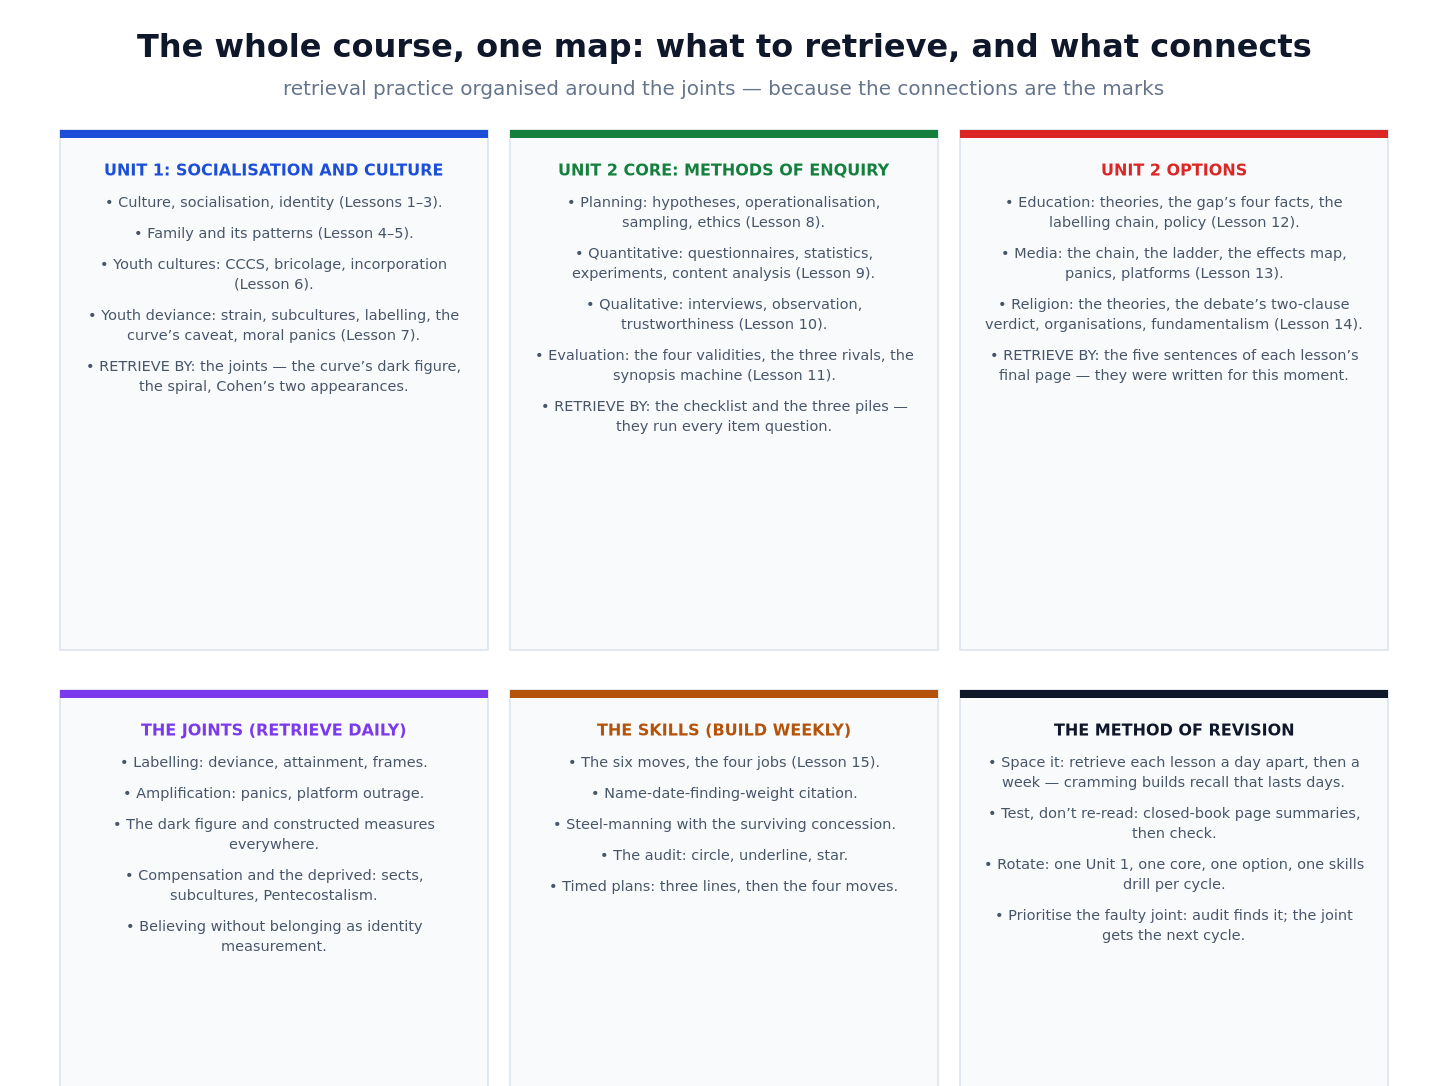 The whole course, one map: what to retrieve, and what connects
retrieval practice organised around the joints — because the connections are the marks
UNIT 1: SOCIALISATION AND CULTURE
• Culture, socialisation, identity (Lessons 1–3).
• Family and its patterns (Lesson 4–5).
• Youth cultures: CCCS, bricolage, incorporation
(Lesson 6).
• Youth deviance: strain, subcultures, labelling, the
curve’s caveat, moral panics (Lesson 7).
• RETRIEVE BY: the joints — the curve’s dark figure,
the spiral, Cohen’s two appearances.
UNIT 2 CORE: METHODS OF ENQUIRY
• Planning: hypotheses, operationalisation,
sampling, ethics (Lesson 8).
• Quantitative: questionnaires, statistics,
experiments, content analysis (Lesson 9).
• Qualitative: interviews, observation,
trustworthiness (Lesson 10).
• Evaluation: the four validities, the three rivals, the
synopsis machine (Lesson 11).
• RETRIEVE BY: the checklist and the three piles —
they run every item question.
UNIT 2 OPTIONS
• Education: theories, the gap’s four facts, the
labelling chain, policy (Lesson 12).
• Media: the chain, the ladder, the effects map,
panics, platforms (Lesson 13).
• Religion: the theories, the debate’s two-clause
verdict, organisations, fundamentalism (Lesson 14).
• RETRIEVE BY: the five sentences of each lesson’s
final page — they were written for this moment.
THE JOINTS (RETRIEVE DAILY)
• Labelling: deviance, attainment, frames.
• Amplification: panics, platform outrage.
• The dark figure and constructed measures
everywhere.
• Compensation and the deprived: sects,
subcultures, Pentecostalism.
• Believing without belonging as identity
measurement.
THE SKILLS (BUILD WEEKLY)
• The six moves, the four jobs (Lesson 15).
• Name-date-finding-weight citation.
• Steel-manning with the surviving concession.
• The audit: circle, underline, star.
• Timed plans: three lines, then the four moves.
THE METHOD OF REVISION
• Space it: retrieve each lesson a day apart, then a
week — cramming builds recall that lasts days.
• Test, don’t re-read: closed-book page summaries,
then check.
• Rotate: one Unit 1, one core, one option, one skills
drill per cycle.
• Prioritise the faulty joint: audit finds it; the joint
gets the next cycle.